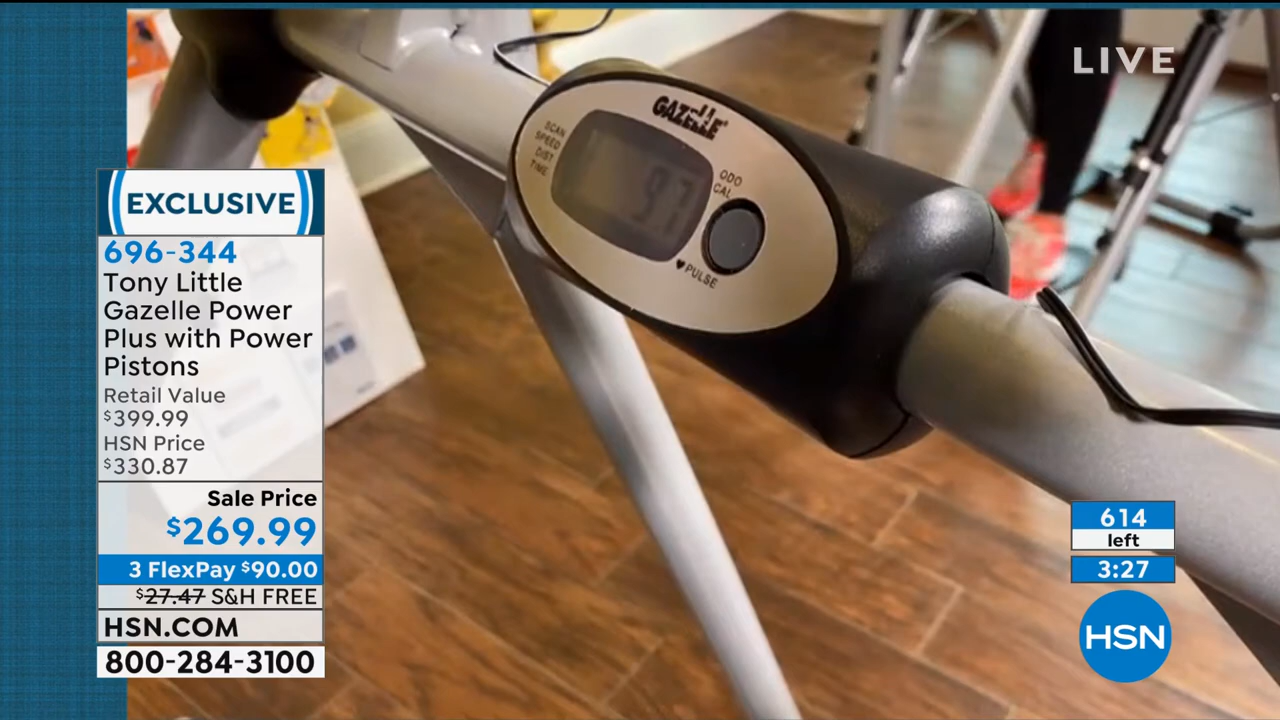 LIVE
GAZELLE
SCAN
SPEED
DIST
TIME
ODO
CAL
♥PULSE
EXCLUSIVE
696-344
Tony Little
Gazelle Power
Plus with Power
Pistons
Retail Value
$399.99
HSN Price
$330.87
Sale Price
$269.99
3 FlexPay $90.00
$27.47 S&H FREE
HSN.COM
800-284-3100
614
left
3:27
HSN